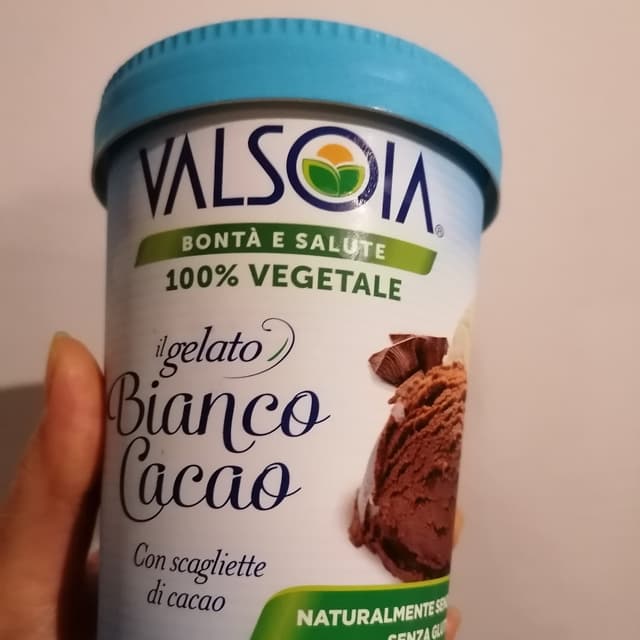 VALSOIA®
BONTÀ E SALUTE
100% VEGETALE
il gelato
Bianco
Cacao
Con scagliette
di cacao
NATURALMENTE
SENZA